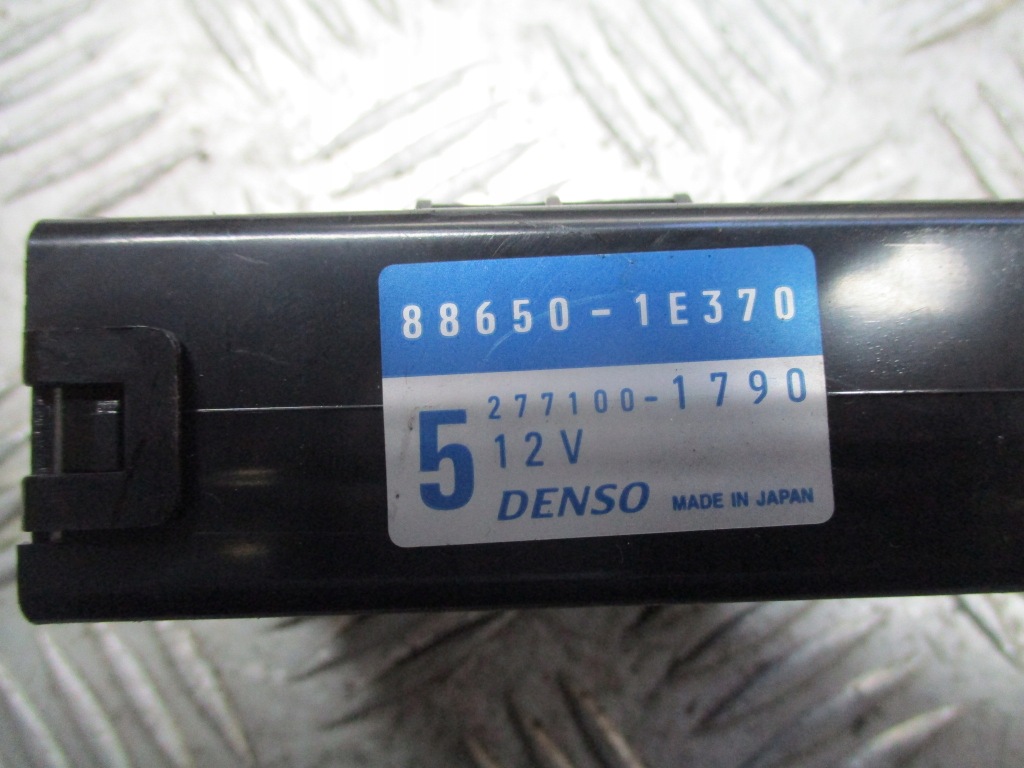 88650-1E370
5
277100-1790
12V
DENSO MADE IN JAPAN